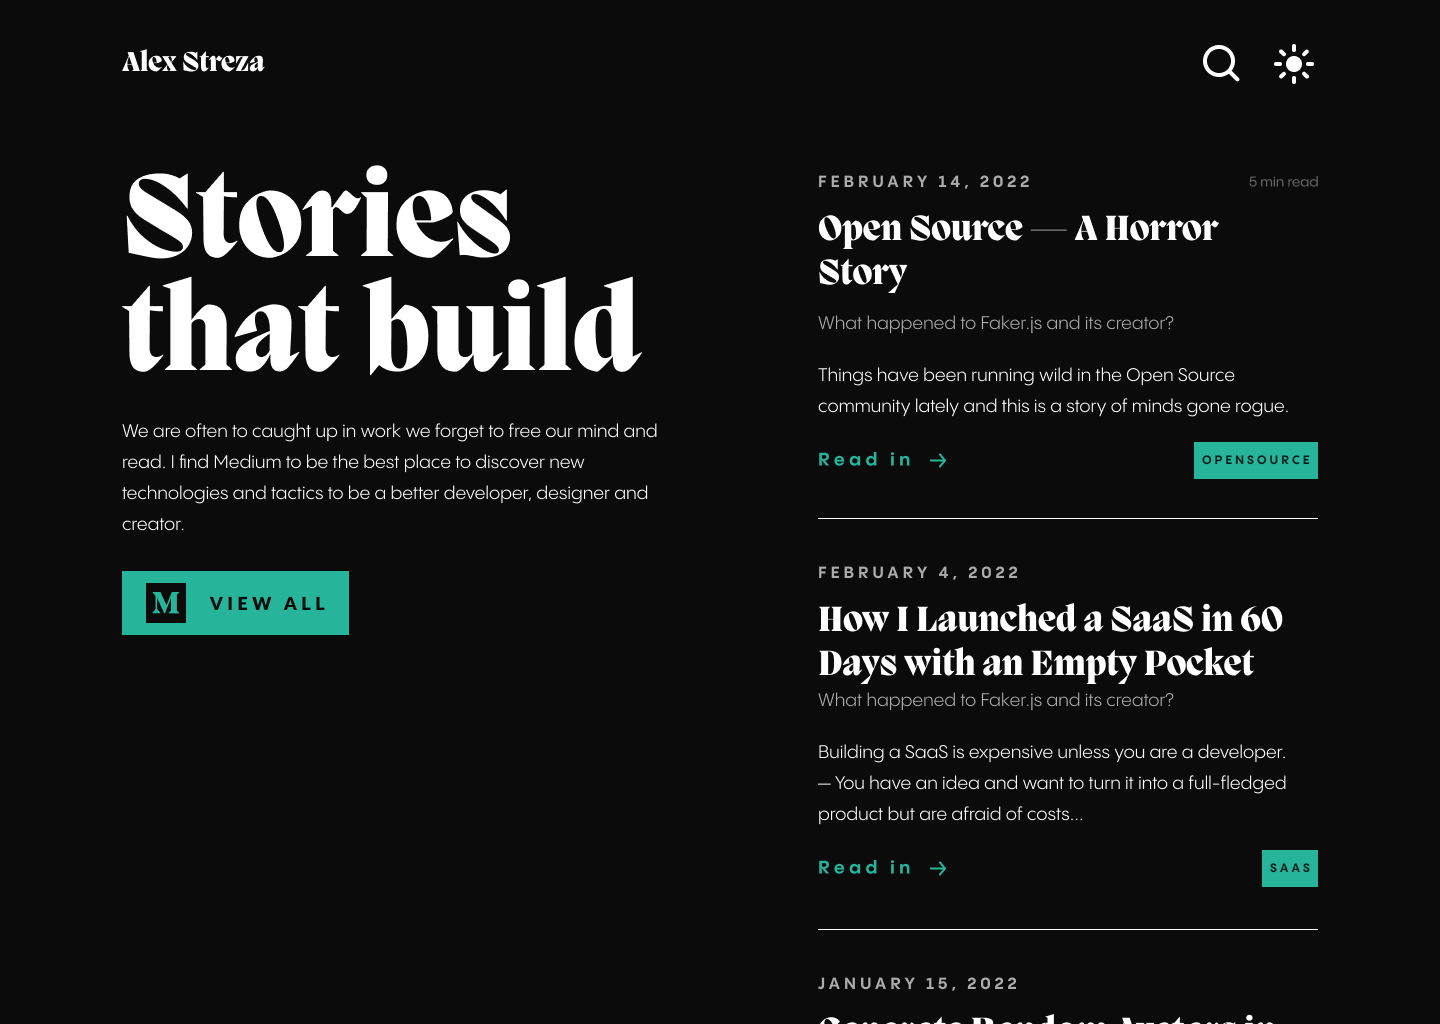 Alex Streza
Stories
that build
We are often to caught up in work we forget to free our mind and
read. I find Medium to be the best place to discover new
technologies and tactics to be a better developer, designer and
creator.
M VIEW ALL
FEBRUARY 14, 2022
5 min read
Open Source — A Horror
Story
What happened to Faker.js and its creator?
Things have been running wild in the Open Source
community lately and this is a story of minds gone rogue.
Read in →
OPENSOURCE
FEBRUARY 4, 2022
How I Launched a SaaS in 60
Days with an Empty Pocket
What happened to Faker.js and its creator?
Building a SaaS is expensive unless you are a developer.
— You have an idea and want to turn it into a full-fledged
product but are afraid of costs...
Read in →
SAAS
JANUARY 15, 2022